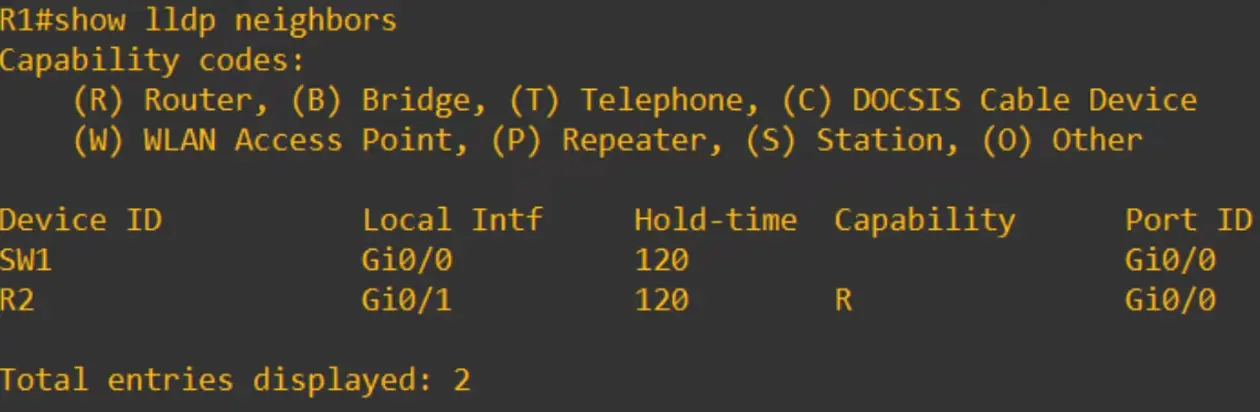 R1#show lldp neighbors
Capability codes:
    (R) Router, (B) Bridge, (T) Telephone, (C) DOCSIS Cable Device
    (W) WLAN Access Point, (P) Repeater, (S) Station, (O) Other

Device ID           Local Intf     Hold-time  Capability      Port ID
SW1                 Gi0/0          120                        Gi0/0
R2                  Gi0/1          120        R               Gi0/0

Total entries displayed: 2